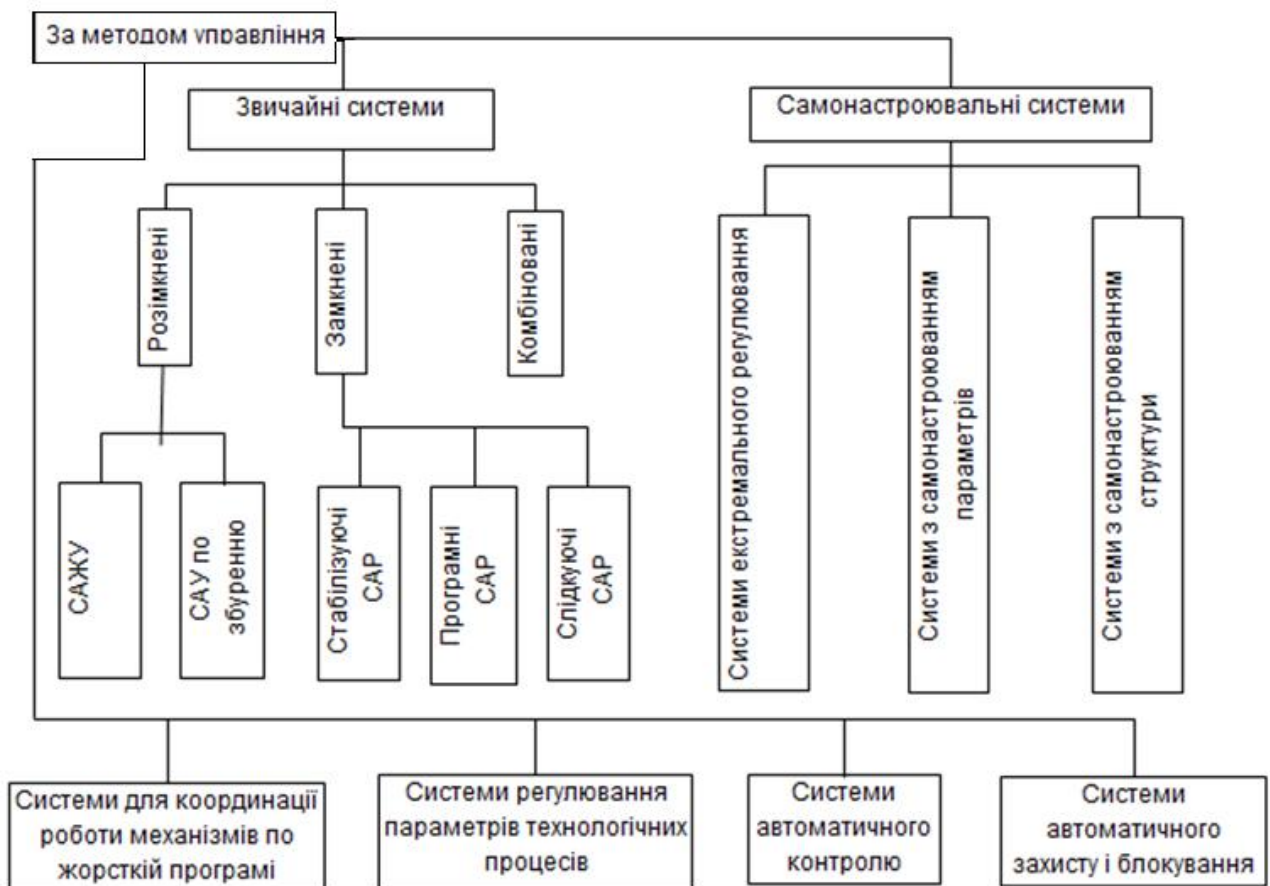 За методом управління
Звичайні системи
Самонастроювальні системи
Розімкнені
Замкнені
Комбіновані
Системи екстремального регулювання
Системи з самонастроюванням
параметрів
Системи з самонастроюванням
структури
САЖУ
САУ по
збуренню
Стабілізуючі
САР
Програмні
САР
Слідкуючі
САР
Системи для координації
роботи механізмів по
жорсткій програмі
Системи регулювання
параметрів технологічних
процесів
Системи
автоматичного
контролю
Системи
автоматичного
захисту і блокування